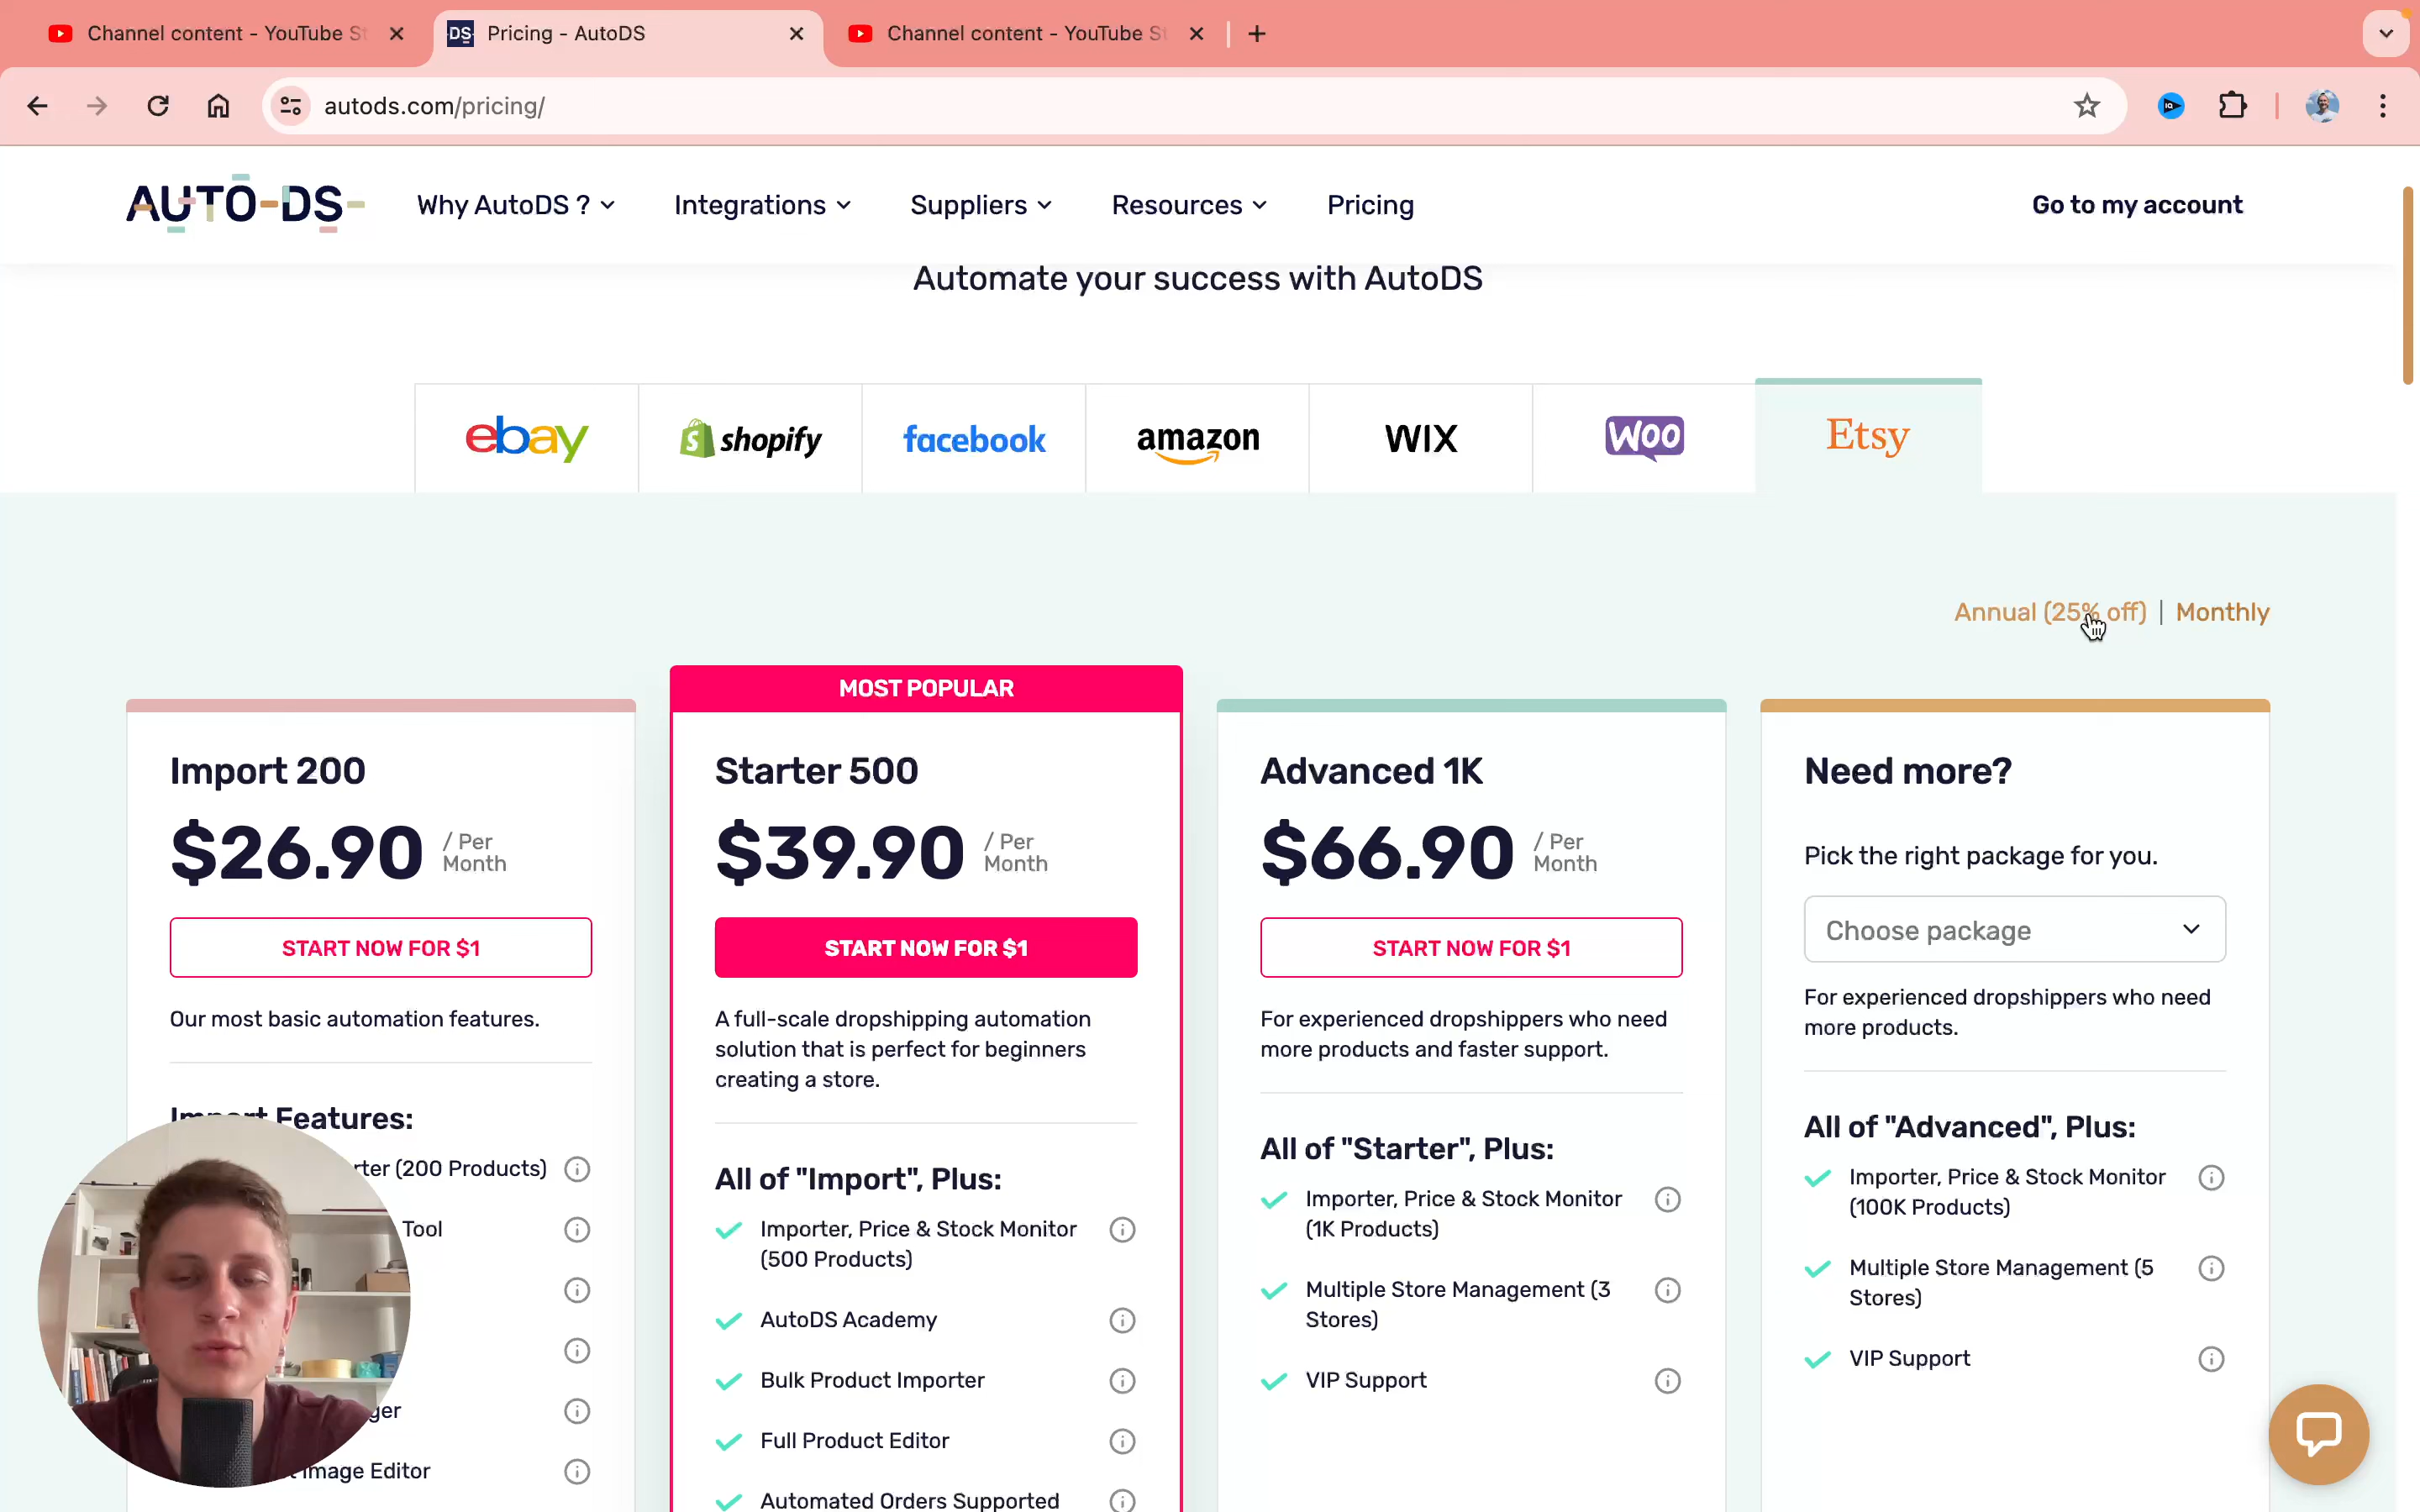 Channel content - YouTube St
Pricing - AutoDS
Channel content - YouTube St
autods.com/pricing/
AUTO-DS
Why AutoDS ?
Integrations
Suppliers
Resources
Pricing
Go to my account
Automate your success with AutoDS
ebay
shopify
facebook
amazon
WIX
WOO
Etsy
Annual (25% off) | Monthly
Import 200
$26.90 / Per
Month
START NOW FOR $1
Our most basic automation features.
Import Features:
rter (200 Products)
Tool
ger
Image Editor
MOST POPULAR
Starter 500
$39.90 / Per
Month
START NOW FOR $1
A full-scale dropshipping automation
solution that is perfect for beginners
creating a store.
All of "Import", Plus:
Importer, Price & Stock Monitor
(500 Products)
AutoDS Academy
Bulk Product Importer
Full Product Editor
Automated Orders Supported
Advanced 1K
$66.90 / Per
Month
START NOW FOR $1
For experienced dropshippers who need
more products and faster support.
All of "Starter", Plus:
Importer, Price & Stock Monitor
(1K Products)
Multiple Store Management (3
Stores)
VIP Support
Need more?
Pick the right package for you.
Choose package
For experienced dropshippers who need
more products.
All of "Advanced", Plus:
Importer, Price & Stock Monitor
(100K Products)
Multiple Store Management (5
Stores)
VIP Support